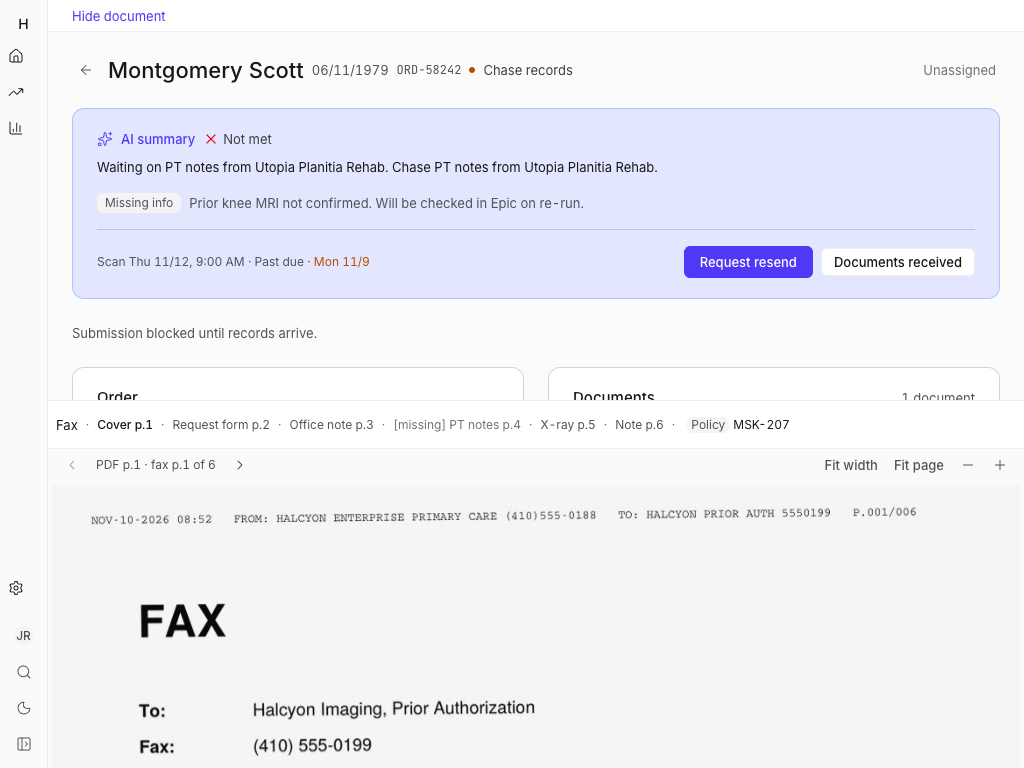 H
Hide document
Montgomery Scott 06/11/1979 ORD-58242 Chase records Unassigned
AI summary Not met
Waiting on PT notes from Utopia Planitia Rehab. Chase PT notes from Utopia Planitia Rehab.
Missing info Prior knee MRI not confirmed. Will be checked in Epic on re-run.
Scan Thu 11/12, 9:00 AM · Past due · Mon 11/9 Request resend Documents received
Submission blocked until records arrive.
Order Documents 1 document
Fax · Cover p.1 · Request form p.2 · Office note p.3 · [missing] PT notes p.4 · X-ray p.5 · Note p.6 · Policy MSK-207
PDF p.1 · fax p.1 of 6 Fit width Fit page
NOV-10-2026 08:52 FROM: HALCYON ENTERPRISE PRIMARY CARE (410)555-0188 TO: HALCYON PRIOR AUTH 5550199 P.001/006
FAX
JR
To: Halcyon Imaging, Prior Authorization
Fax: (410) 555-0199